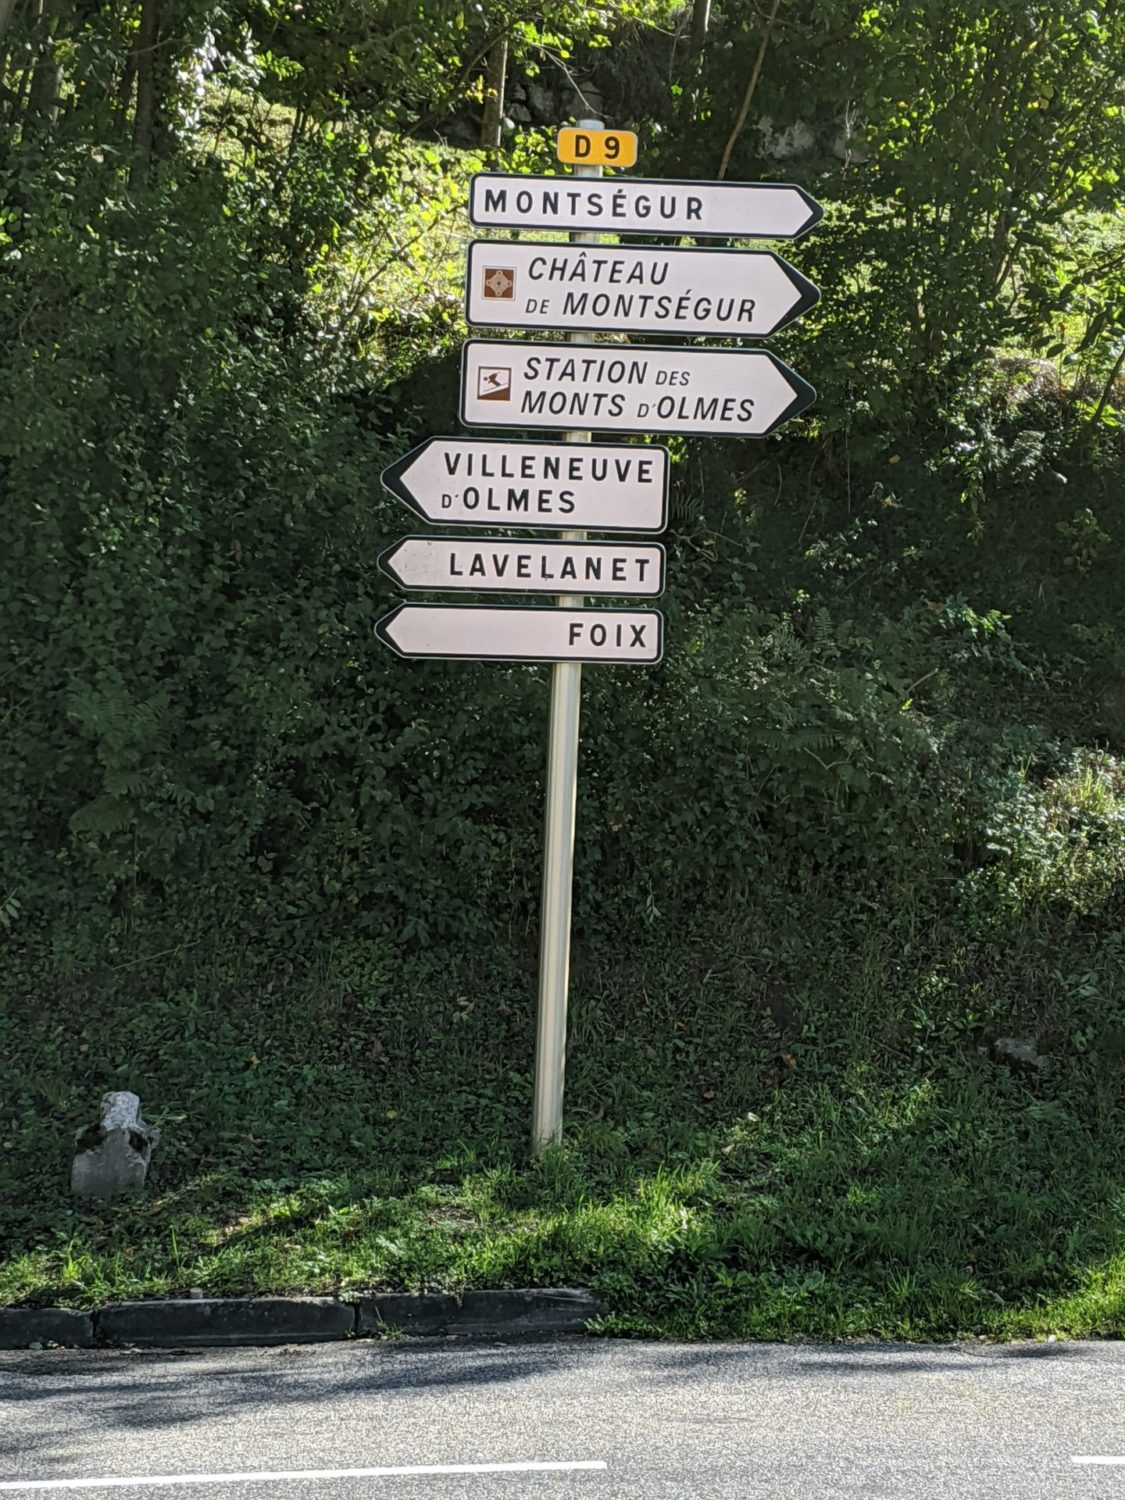 D 9
MONTSÉGUR
CHÂTEAU
DE MONTSÉGUR
STATION DES
MONTS D'OLMES
VILLENEUVE
D'OLMES
LAVELANET
FOIX